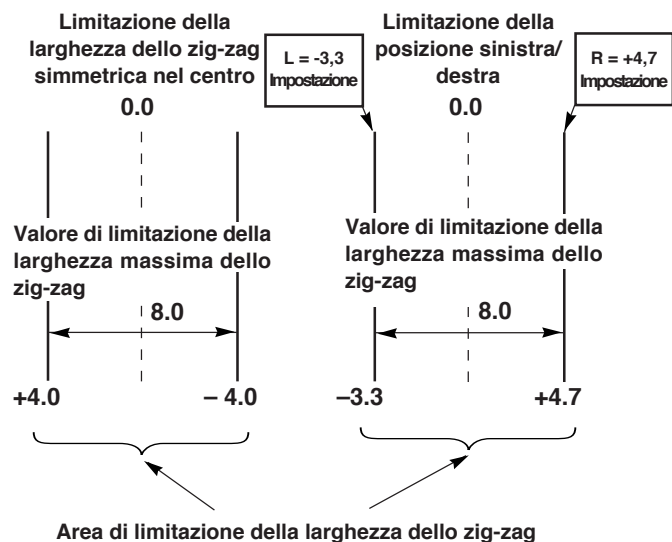 Limitazione della
larghezza dello zig-zag
simmetrica nel centro
0.0
Valore di limitazione della
larghezza massima dello
zig-zag
8.0
+4.0
– 4.0
Limitazione della
posizione sinistra/
destra
L = -3,3
Impostazione
R = +4,7
Impostazione
0.0
Valore di limitazione della
larghezza massima dello
zig-zag
8.0
–3.3
+4.7
Area di limitazione della larghezza dello zig-zag